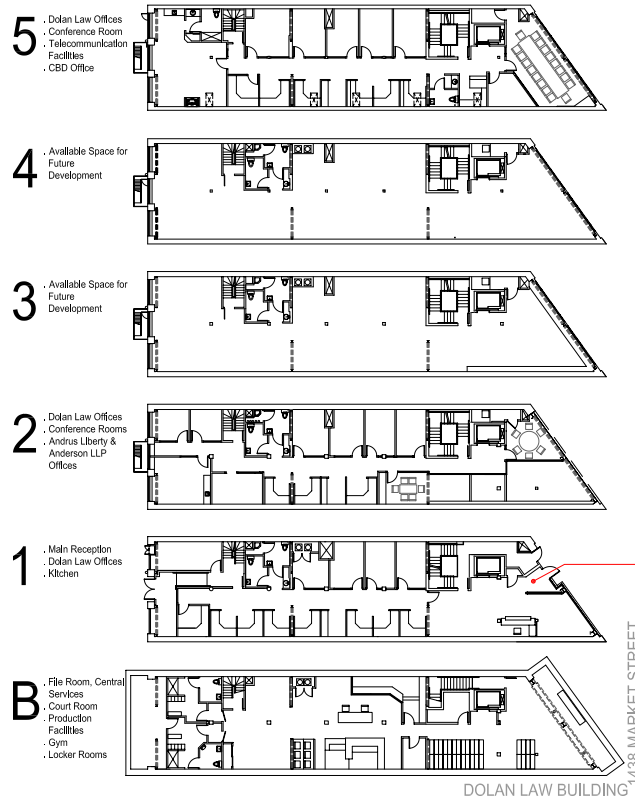 5
. Dolan Law Offices
. Conference Room
. Telecommunication
Facilities
. CBD Office
4
. Available Space for
Future
Development
3
. Available Space for
Future
Development
2
. Dolan Law Offices
. Conference Rooms
. Andrus Liberty &
Anderson LLP
Offices
1
. Main Reception
. Dolan Law Offices
. Kitchen
B
. File Room, Central
Services
. Court Room
. Production
Facilities
. Gym
. Locker Rooms
DOLAN LAW BUILDING
1438 MARKET STREET